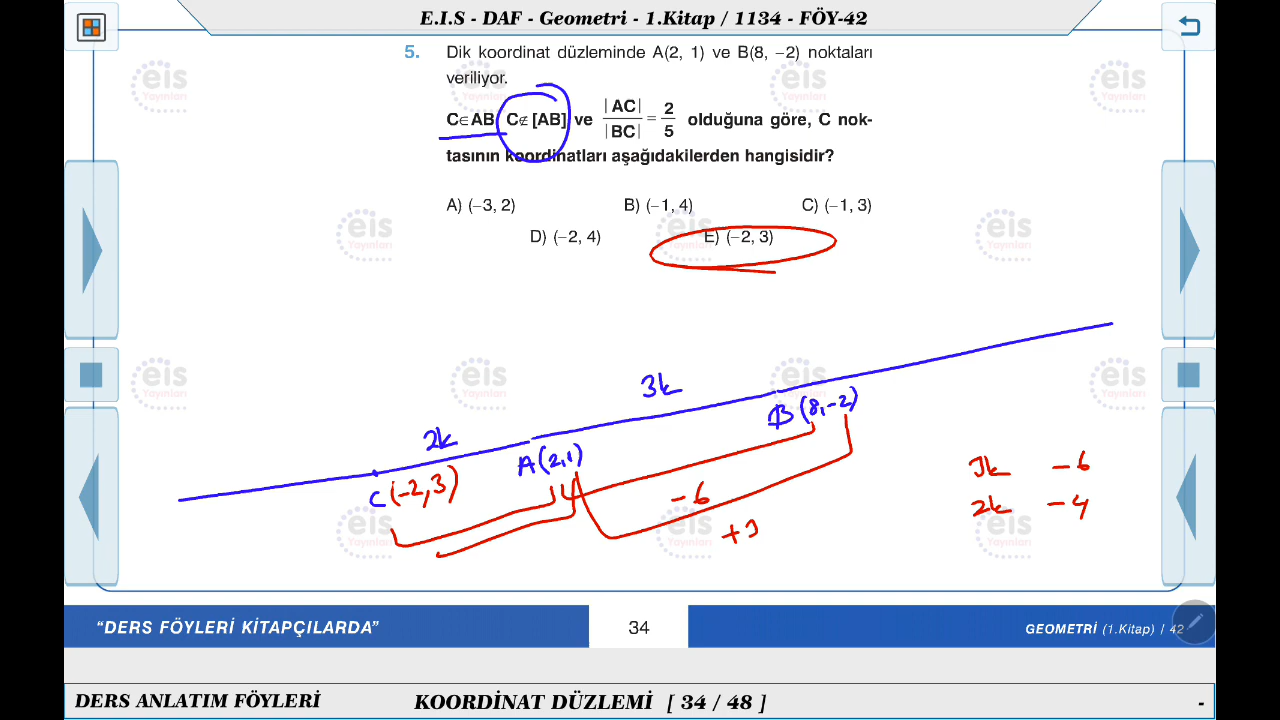 E.I.S - DAF - Geometri - 1.Kitap / 1134 - FÖY-42
5. Dik koordinat düzleminde A(2, 1) ve B(8, −2) noktaları
veriliyor.
C∈AB C∉[AB] ve |AC| / |BC| = 2 / 5 olduğuna göre, C nok-
tasının koordinatları aşağıdakilerden hangisidir?
A) (−3, 2) B) (−1, 4) C) (−1, 3)
D) (−2, 4) E) (−2, 3)
eis Yayınları
3k
B(8,-2)
2k
A(2,1)
C(-2,3)
-6
+3
3k -6
2k -4
"DERS FÖYLERİ KİTAPÇILARDA"
34
GEOMETRİ (1.Kitap) / 42
DERS ANLATIM FÖYLERİ KOORDİNAT DÜZLEMİ [ 34 / 48 ] -